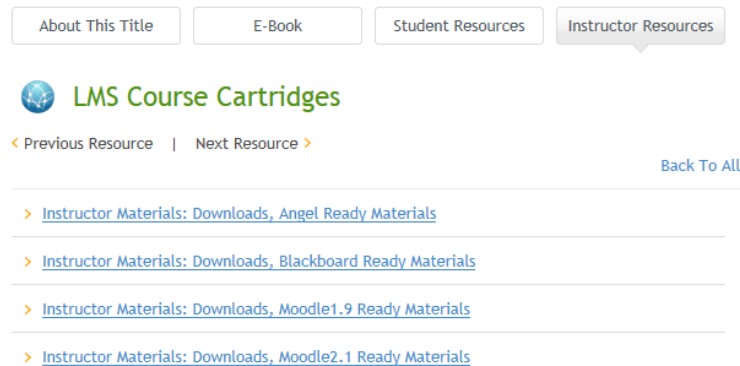 About This Title E-Book Student Resources Instructor Resources
LMS Course Cartridges
< Previous Resource | Next Resource >
Back To All
> Instructor Materials: Downloads, Angel Ready Materials
> Instructor Materials: Downloads, Blackboard Ready Materials
> Instructor Materials: Downloads, Moodle1.9 Ready Materials
> Instructor Materials: Downloads, Moodle2.1 Ready Materials